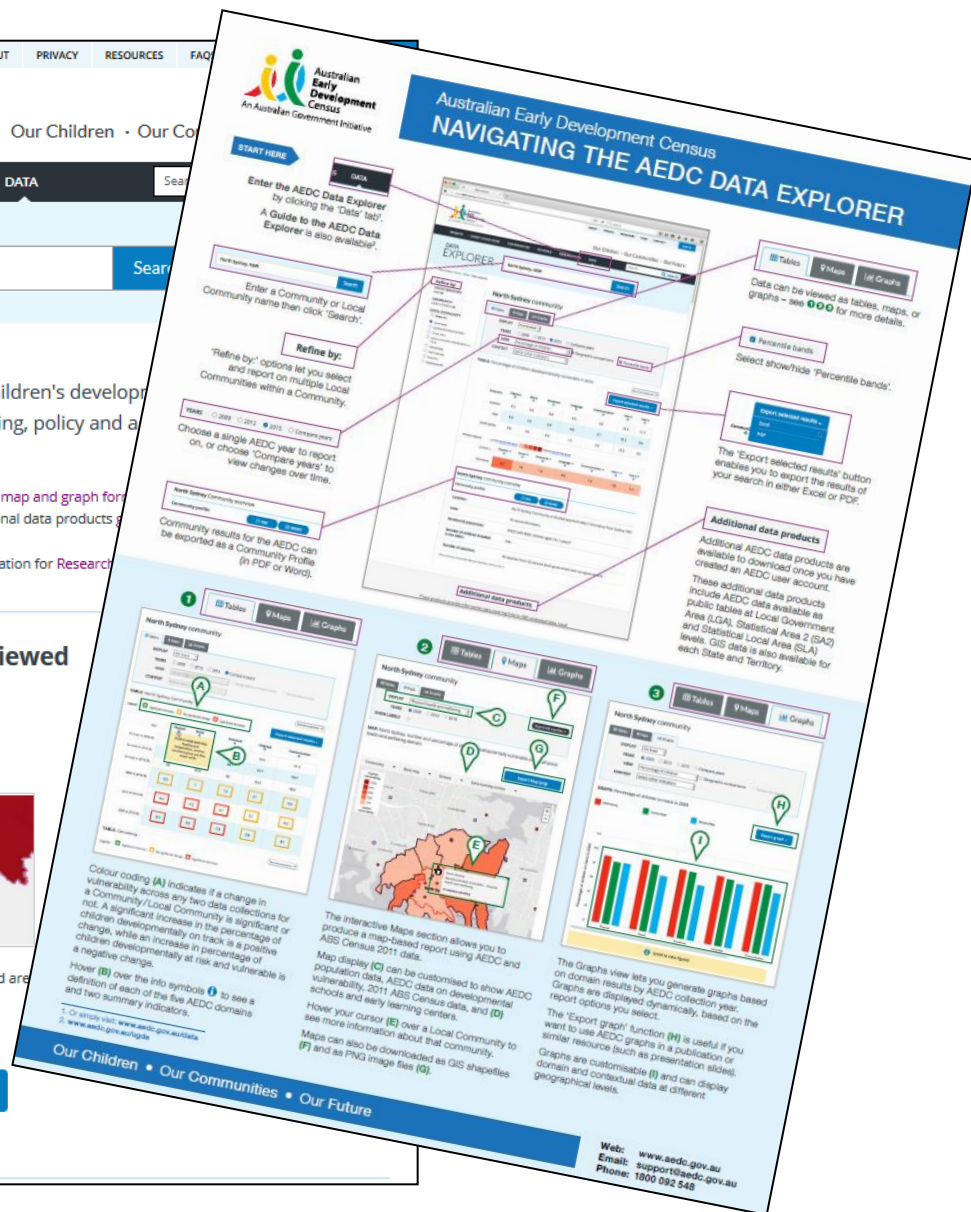 UT PRIVACY RESOURCES FAQ
Our Children · Our Co
DATA
Sear
Sear
ildren's developm
ing, policy and a
map and graph form
nal data products
ation for Research
iewed
d are
Australian
Early
Development
Census
An Australian Government Initiative
Australian Early Development Census
NAVIGATING THE AEDC DATA EXPLORER
START HERE
DATA
Enter the AEDC Data Explorer
by clicking the 'Data' tab¹.
A Guide to the AEDC Data
Explorer is also available².
North Sydney, NSW
Search
Enter a Community or Local
Community name then click 'Search'.
Refine by:
'Refine by:' options let you select
and report on multiple Local
Communities within a Community.
YEARS 2009 2012 2015 Compare years
Choose a single AEDC year to report
on, or choose 'Compare years' to
view changes over time.
North Sydney Community overview
Community profile:
Community results for the AEDC can
be exported as a Community Profile
(in PDF or Word).
DATA
EXPLORER
Refine by:
North Sydney community
Additional data products
Tables Maps Graphs
Data can be viewed as tables, maps, or
graphs – see 1 2 3 for more details.
Percentile bands
Select show/hide 'Percentile bands'.
Export selected results
Excel
PDF
The 'Export selected results' button
enables you to export the results of
your search in either Excel or PDF.
Additional data products
Additional AEDC data products are
available to download once you have
created an AEDC user account.
These additional data products
include AEDC data available as
public tables at Local Government
Area (LGA), Statistical Area 2 (SA2)
and Statistical Local Area (SLA)
levels. GIS data is also available for
each State and Territory.
1 Tables Maps Graphs
North Sydney community
A
B
Colour coding (A) indicates if a change in
vulnerability across any two data collections for
a Community/Local Community is significant or
not. A significant increase in the percentage of
children developmentally on track is a positive
change, while an increase in percentage of
children developmentally at risk and vulnerable is
a negative change.
Hover (B) over the info symbols i to see a
definition of each of the five AEDC domains
and two summary indicators.
1. Or simply visit: www.aedc.gov.au/data
2. www.aedc.gov.au/ugde
2 Tables Maps Graphs
North Sydney community
C
D
E
F
G
The interactive Maps section allows you to
produce a map-based report using AEDC and
ABS Census 2011 data.
Map display (C) can be customised to show AEDC
population data, AEDC data on developmental
vulnerability, 2011 ABS Census data, and (D)
schools and early learning centers.
Hover your cursor (E) over a Local Community to
see more information about that community.
Maps can also be downloaded as GIS shapefiles
(F) and as PNG image files (G).
3 Tables Maps Graphs
North Sydney community
H
I
The Graphs view lets you generate graphs based
on domain results by AEDC collection year.
Graphs are displayed dynamically, based on the
report options you select.
The 'Export graph' function (H) is useful if you
want to use AEDC graphs in a publication or
similar resource (such as presentation slides).
Graphs are customisable (I) and can display
domain and contextual data at different
geographical levels.
Our Children • Our Communities • Our Future
Web: www.aedc.gov.au
Email: support@aedc.gov.au
Phone: 1800 092 548